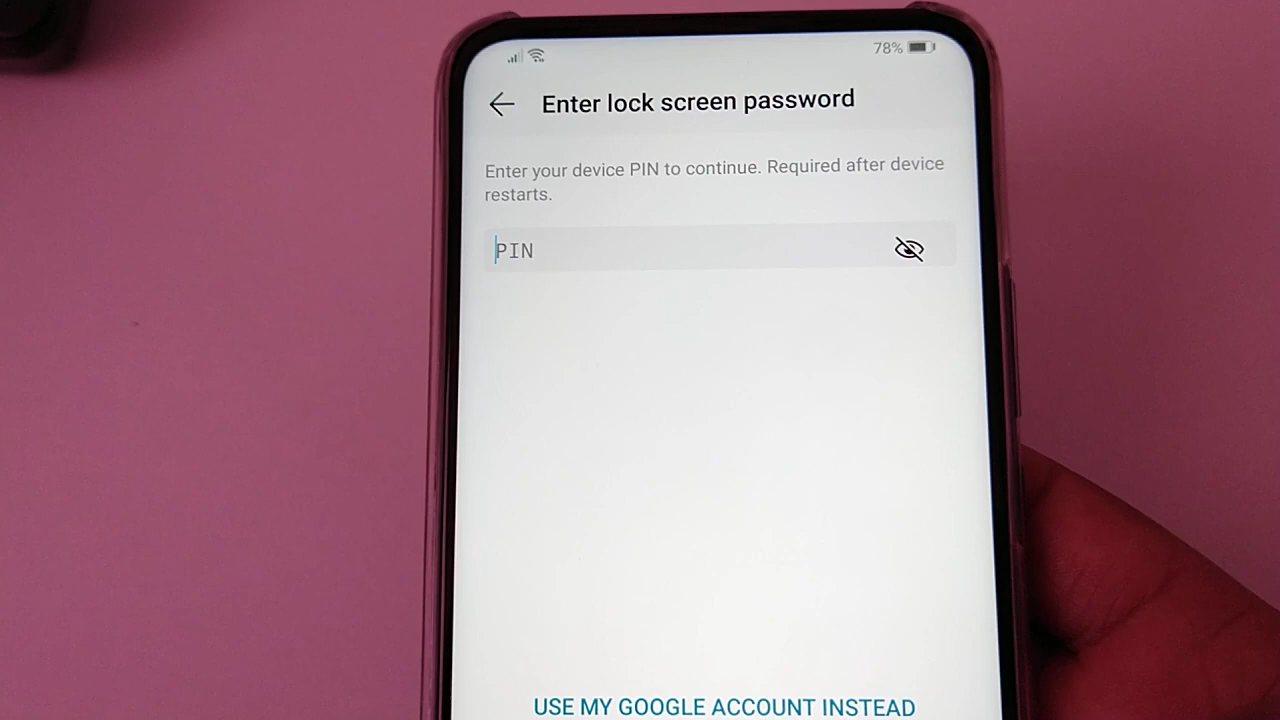 78%
Enter lock screen password
Enter your device PIN to continue. Required after device
restarts.
PIN
USE MY GOOGLE ACCOUNT INSTEAD